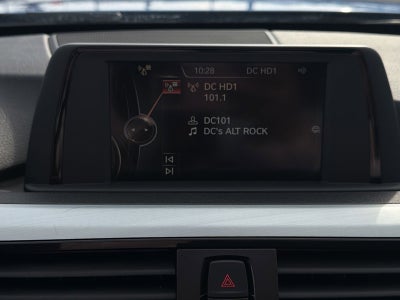 10:28 DC HD1
DC HD1
101.1
DC101
DC's ALT ROCK